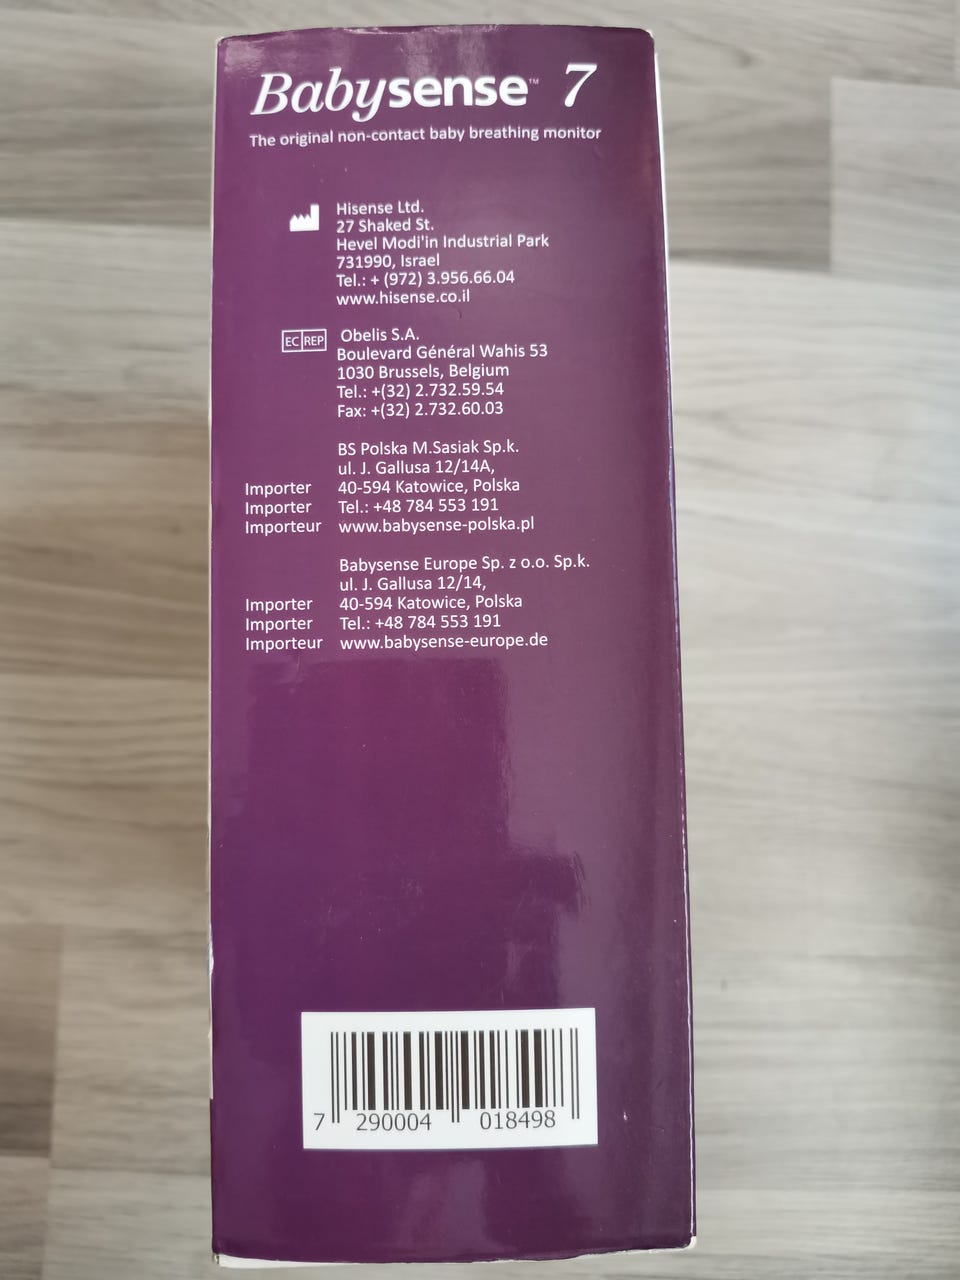 Babysense™ 7
The original non-contact baby breathing monitor
Hisense Ltd.
27 Shaked St.
Hevel Modi'in Industrial Park
731990, Israel
Tel.: + (972) 3.956.66.04
www.hisense.co.il
EC REP Obelis S.A.
Boulevard Général Wahis 53
1030 Brussels, Belgium
Tel.: +(32) 2.732.59.54
Fax: +(32) 2.732.60.03
BS Polska M.Sasiak Sp.k.
ul. J. Gallusa 12/14A,
Importer 40-594 Katowice, Polska
Importer Tel.: +48 784 553 191
Importeur www.babysense-polska.pl
Babysense Europe Sp. z o.o. Sp.k.
ul. J. Gallusa 12/14,
Importer 40-594 Katowice, Polska
Importer Tel.: +48 784 553 191
Importeur www.babysense-europe.de
7 290004 018498